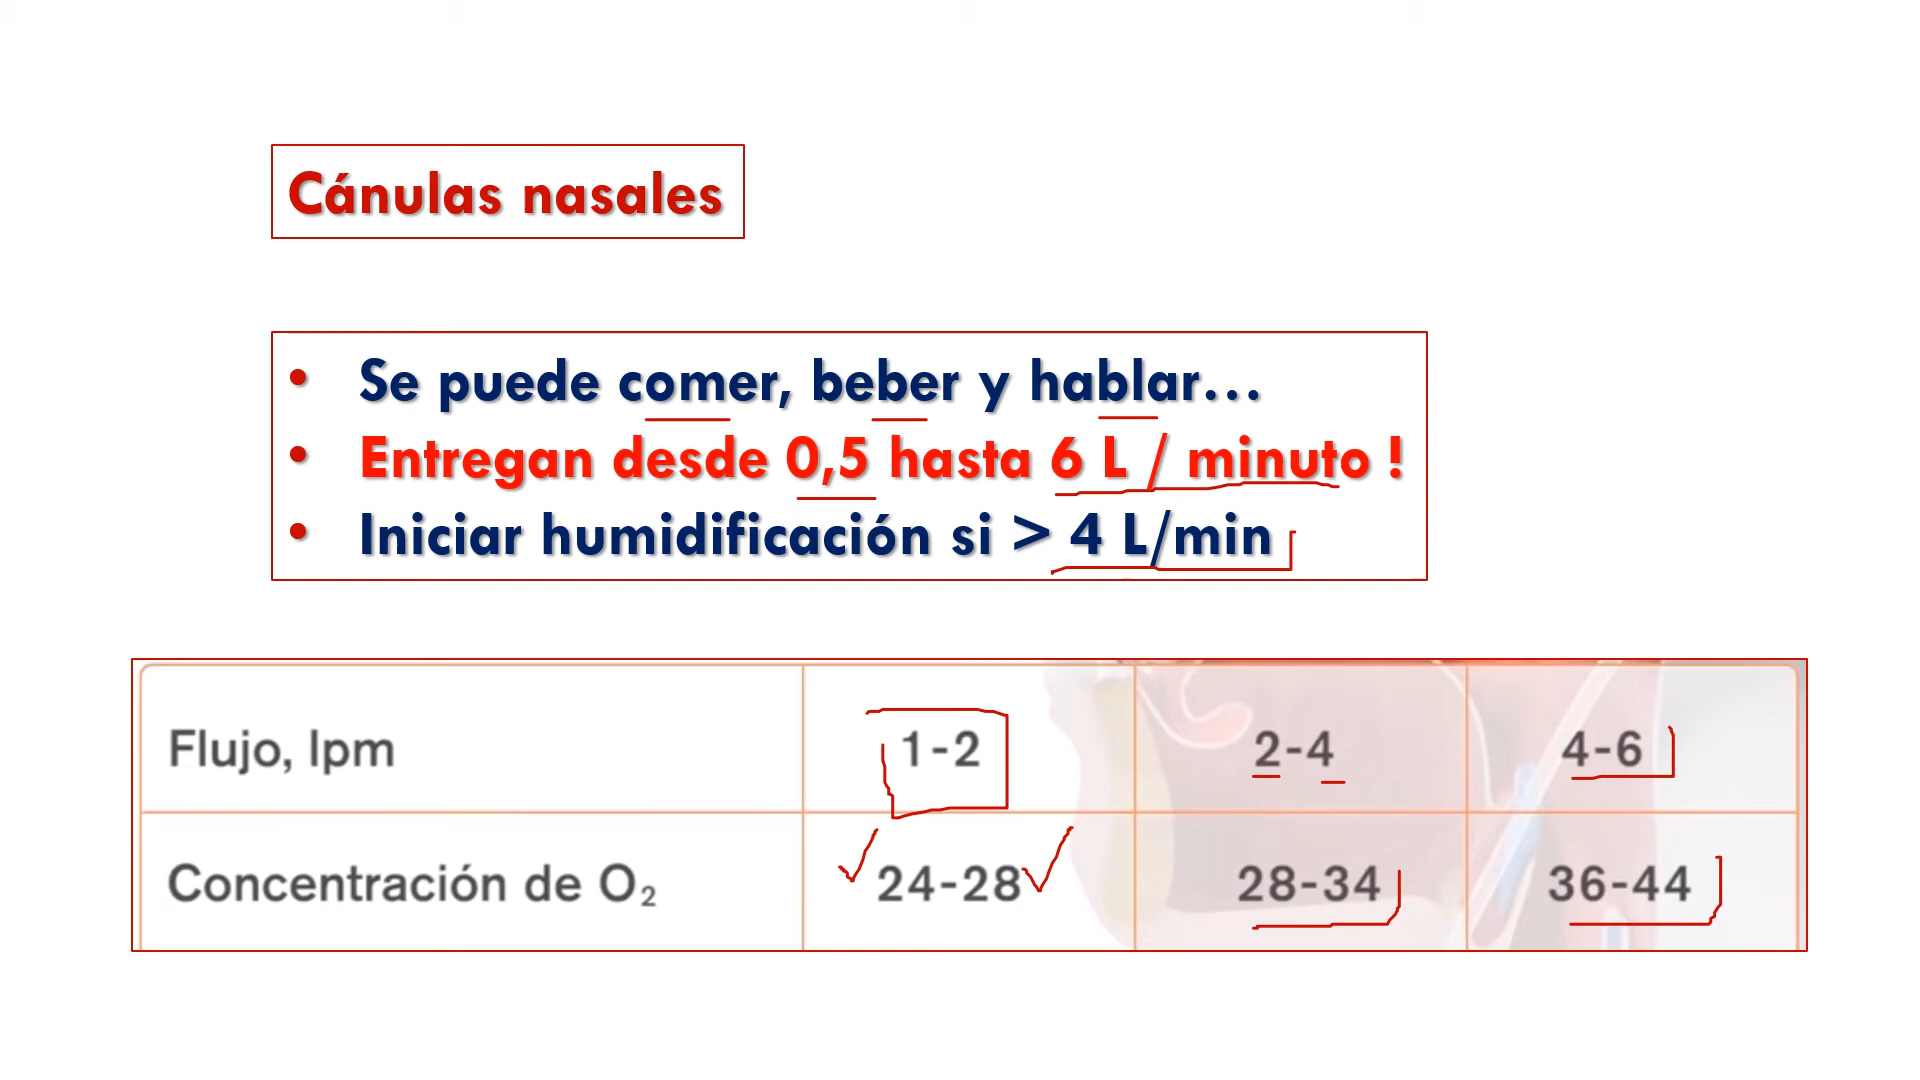 Cánulas nasales
• Se puede comer, beber y hablar...
• Entregan desde 0,5 hasta 6 L / minuto !
• Iniciar humidificación si > 4 L/min
Flujo, lpm 1-2 2-4 4-6
Concentración de O₂ 24-28 28-34 36-44